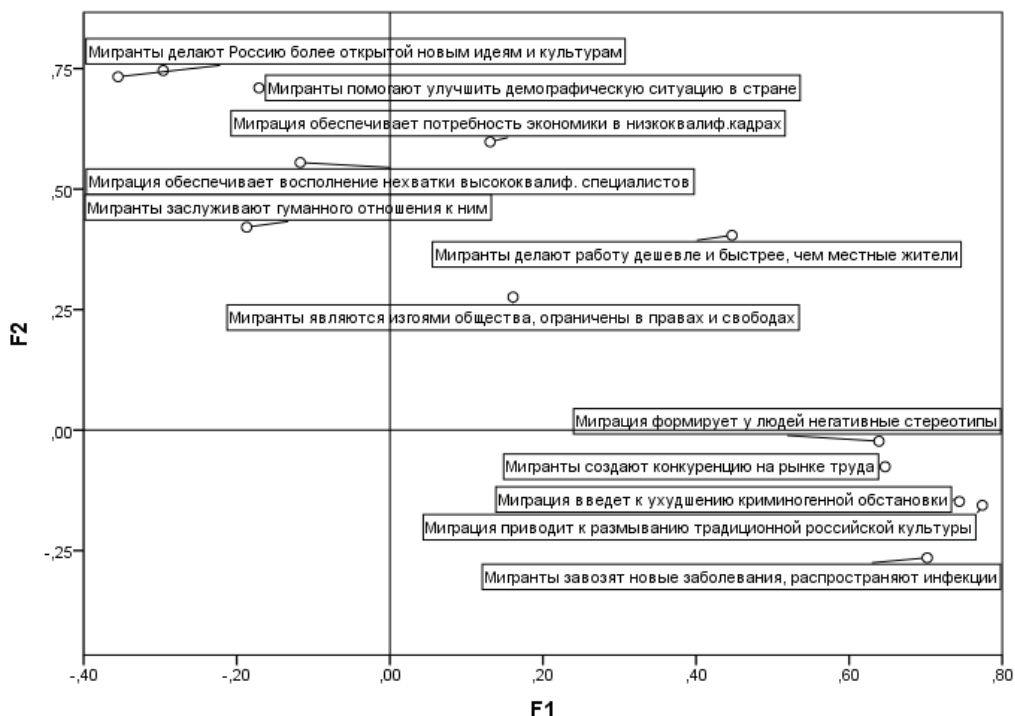 Мигранты делают Россию более открытой новым идеям и культурам
,75
Мигранты помогают улучшить демографическую ситуацию в стране
Миграция обеспечивает потребность экономики в низкоквалиф.кадрах
,50
Миграция обеспечивает восполнение нехватки высококвалиф. специалистов
Мигранты заслуживают гуманного отношения к ним
Мигранты делают работу дешевле и быстрее, чем местные жители
,25
Мигранты являются изгоями общества, ограничены в правах и свободах
F2
Миграция формирует у людей негативные стереотипы
,00
Мигранты создают конкуренцию на рынке труда
Миграция введет к ухудшению криминогенной обстановки
Миграция приводит к размыванию традиционной российской культуры
-,25
Мигранты завозят новые заболевания, распространяют инфекции
-,40 -,20 ,00 ,20 ,40 ,60 ,80
F1